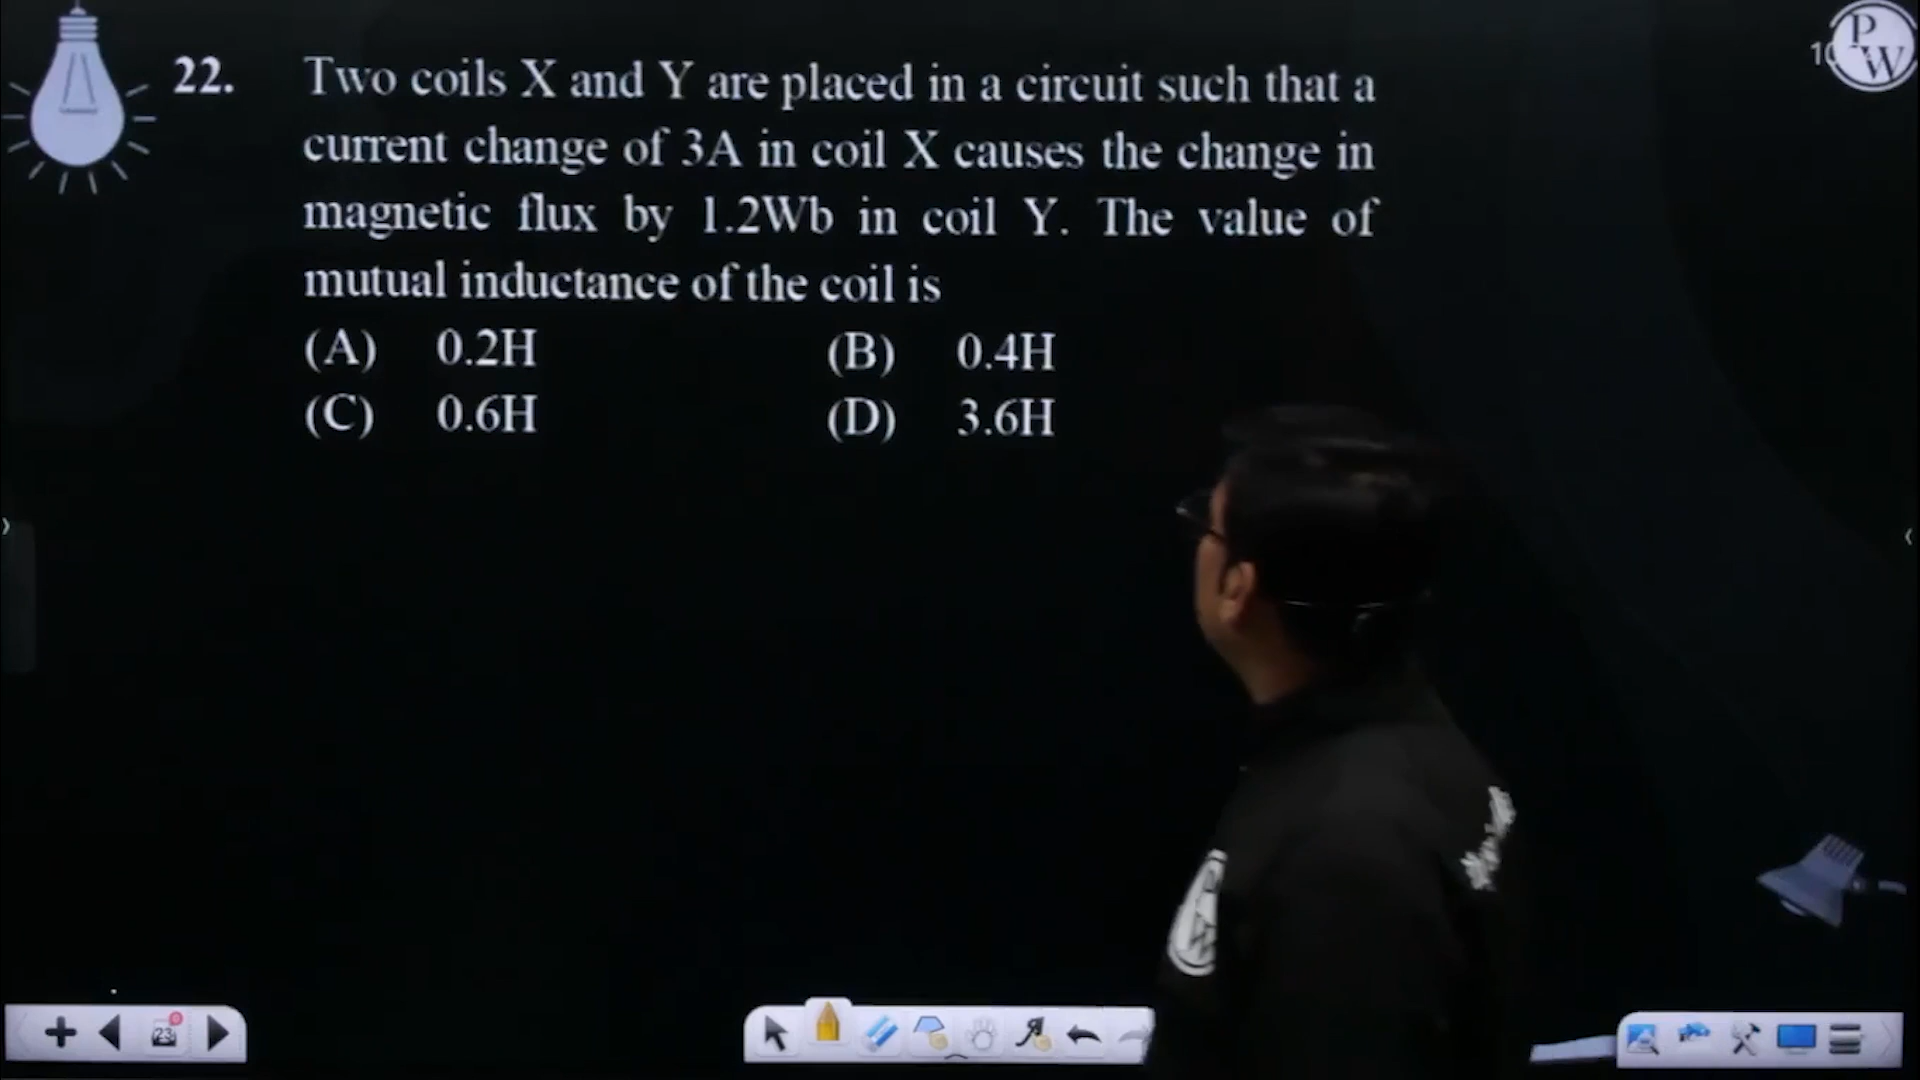 22. Two coils X and Y are placed in a circuit such that a
current change of 3A in coil X causes the change in
magnetic flux by 1.2Wb in coil Y. The value of
mutual inductance of the coil is
(A) 0.2H (B) 0.4H
(C) 0.6H (D) 3.6H
PW
23